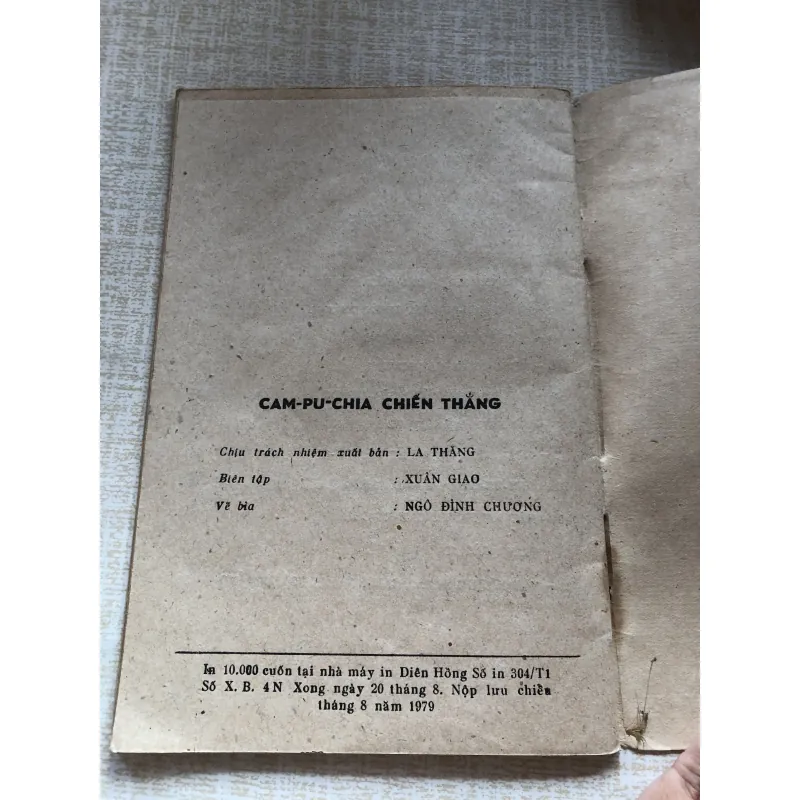 CAM-PU-CHIA CHIẾN THẮNG
Chịu trách nhiệm xuất bản : LA THĂNG
Biên tập : XUÂN GIAO
Vẽ bìa : NGÔ ĐÌNH CHƯƠNG
In 10.000 cuốn tại nhà máy in Diên Hồng Số in 304/T1
Số X. B. 4N Xong ngày 20 tháng 8. Nộp lưu chiều
tháng 8 năm 1979